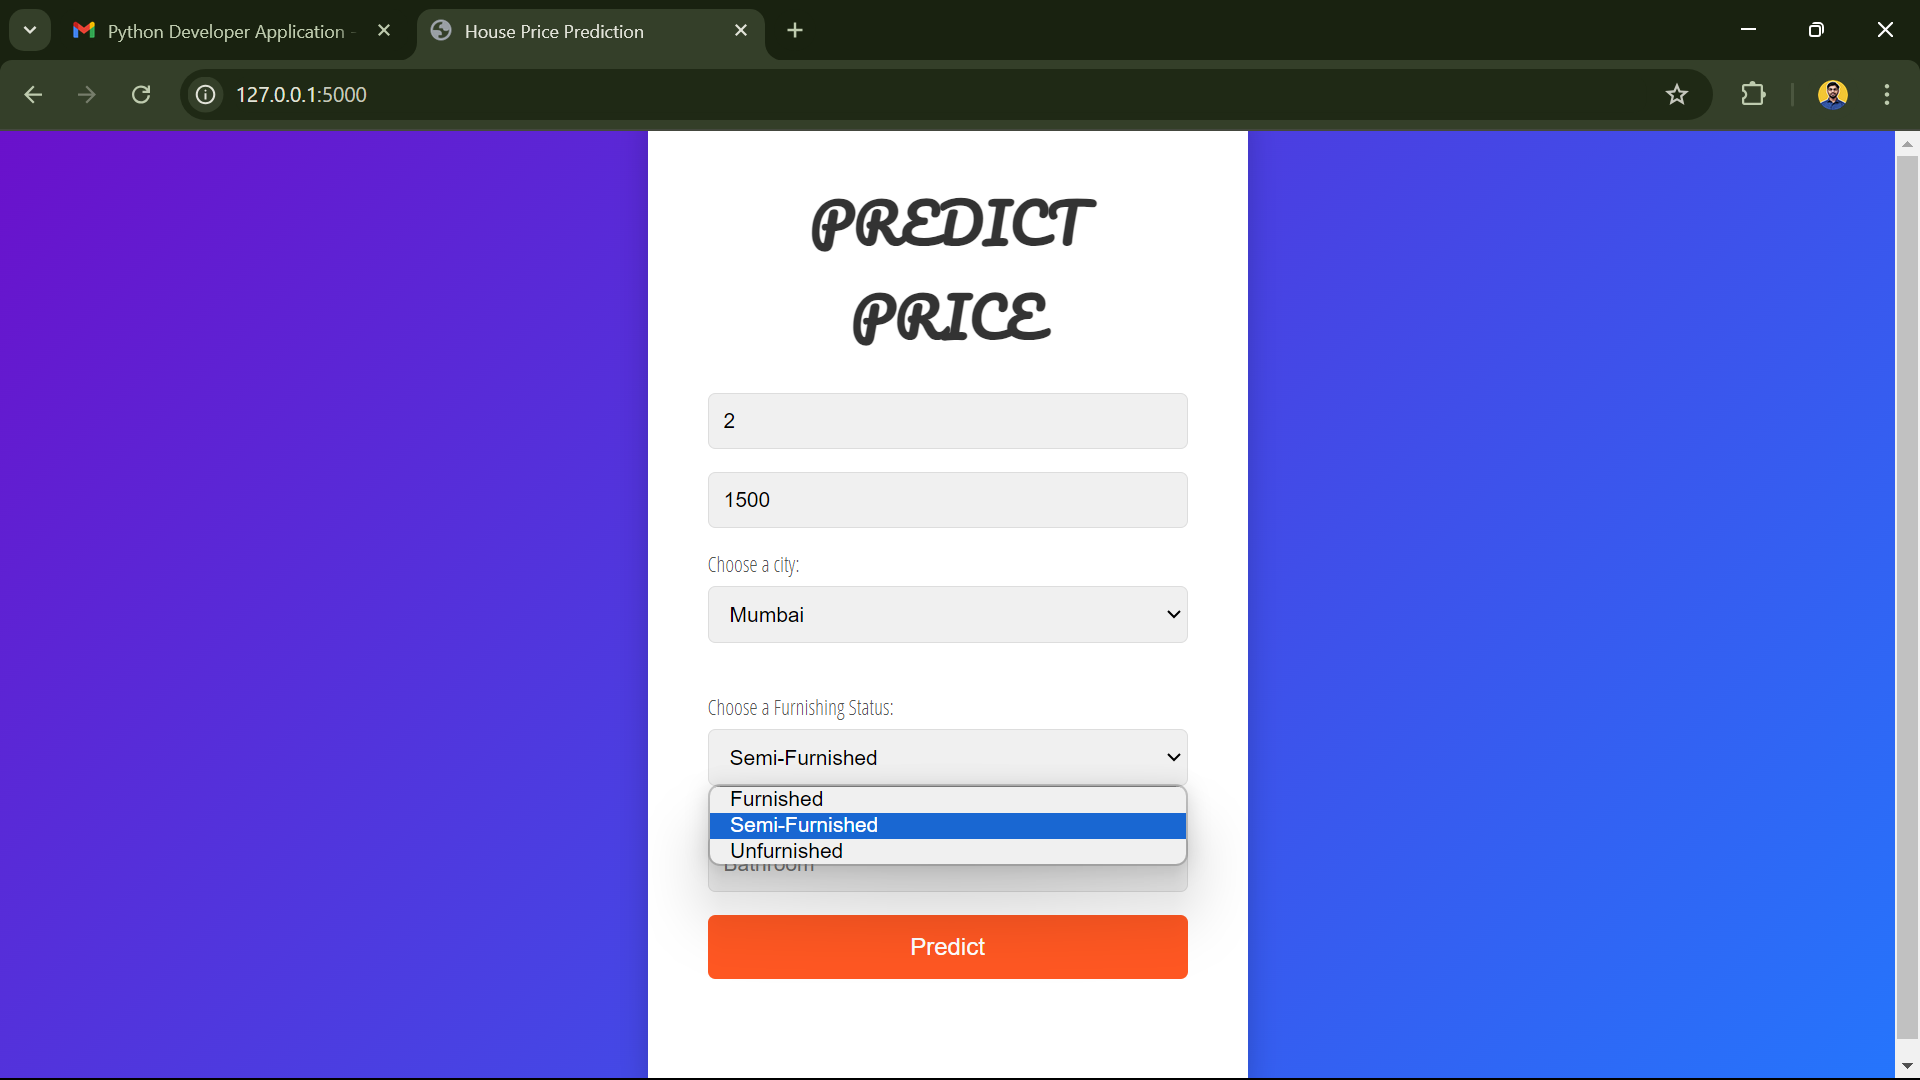 Python Developer Application -
House Price Prediction
127.0.0.1:5000
PREDICT
PRICE
2
1500
Choose a city:
Mumbai
Choose a Furnishing Status:
Semi-Furnished
Furnished
Semi-Furnished
Unfurnished
Bathroom
Predict